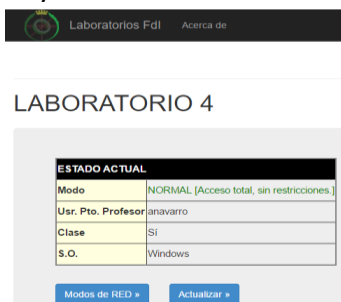 Laboratorios FdI Acerca de
LABORATORIO 4
ESTADO ACTUAL
Modo NORMAL [Acceso total, sin restricciones.]
Usr. Pto. Profesor anavarro
Clase Sí
S.O. Windows
Modos de RED » Actualizar »